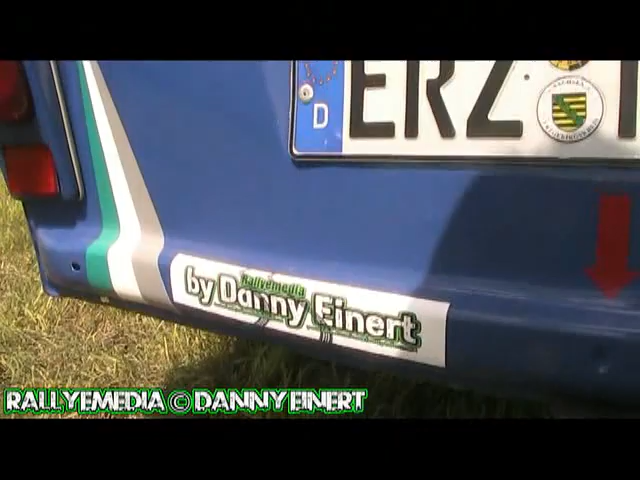 D ERZ
Rallyemedia
by Danny Einert
RALLYEMEDIA © DANNY EINERT